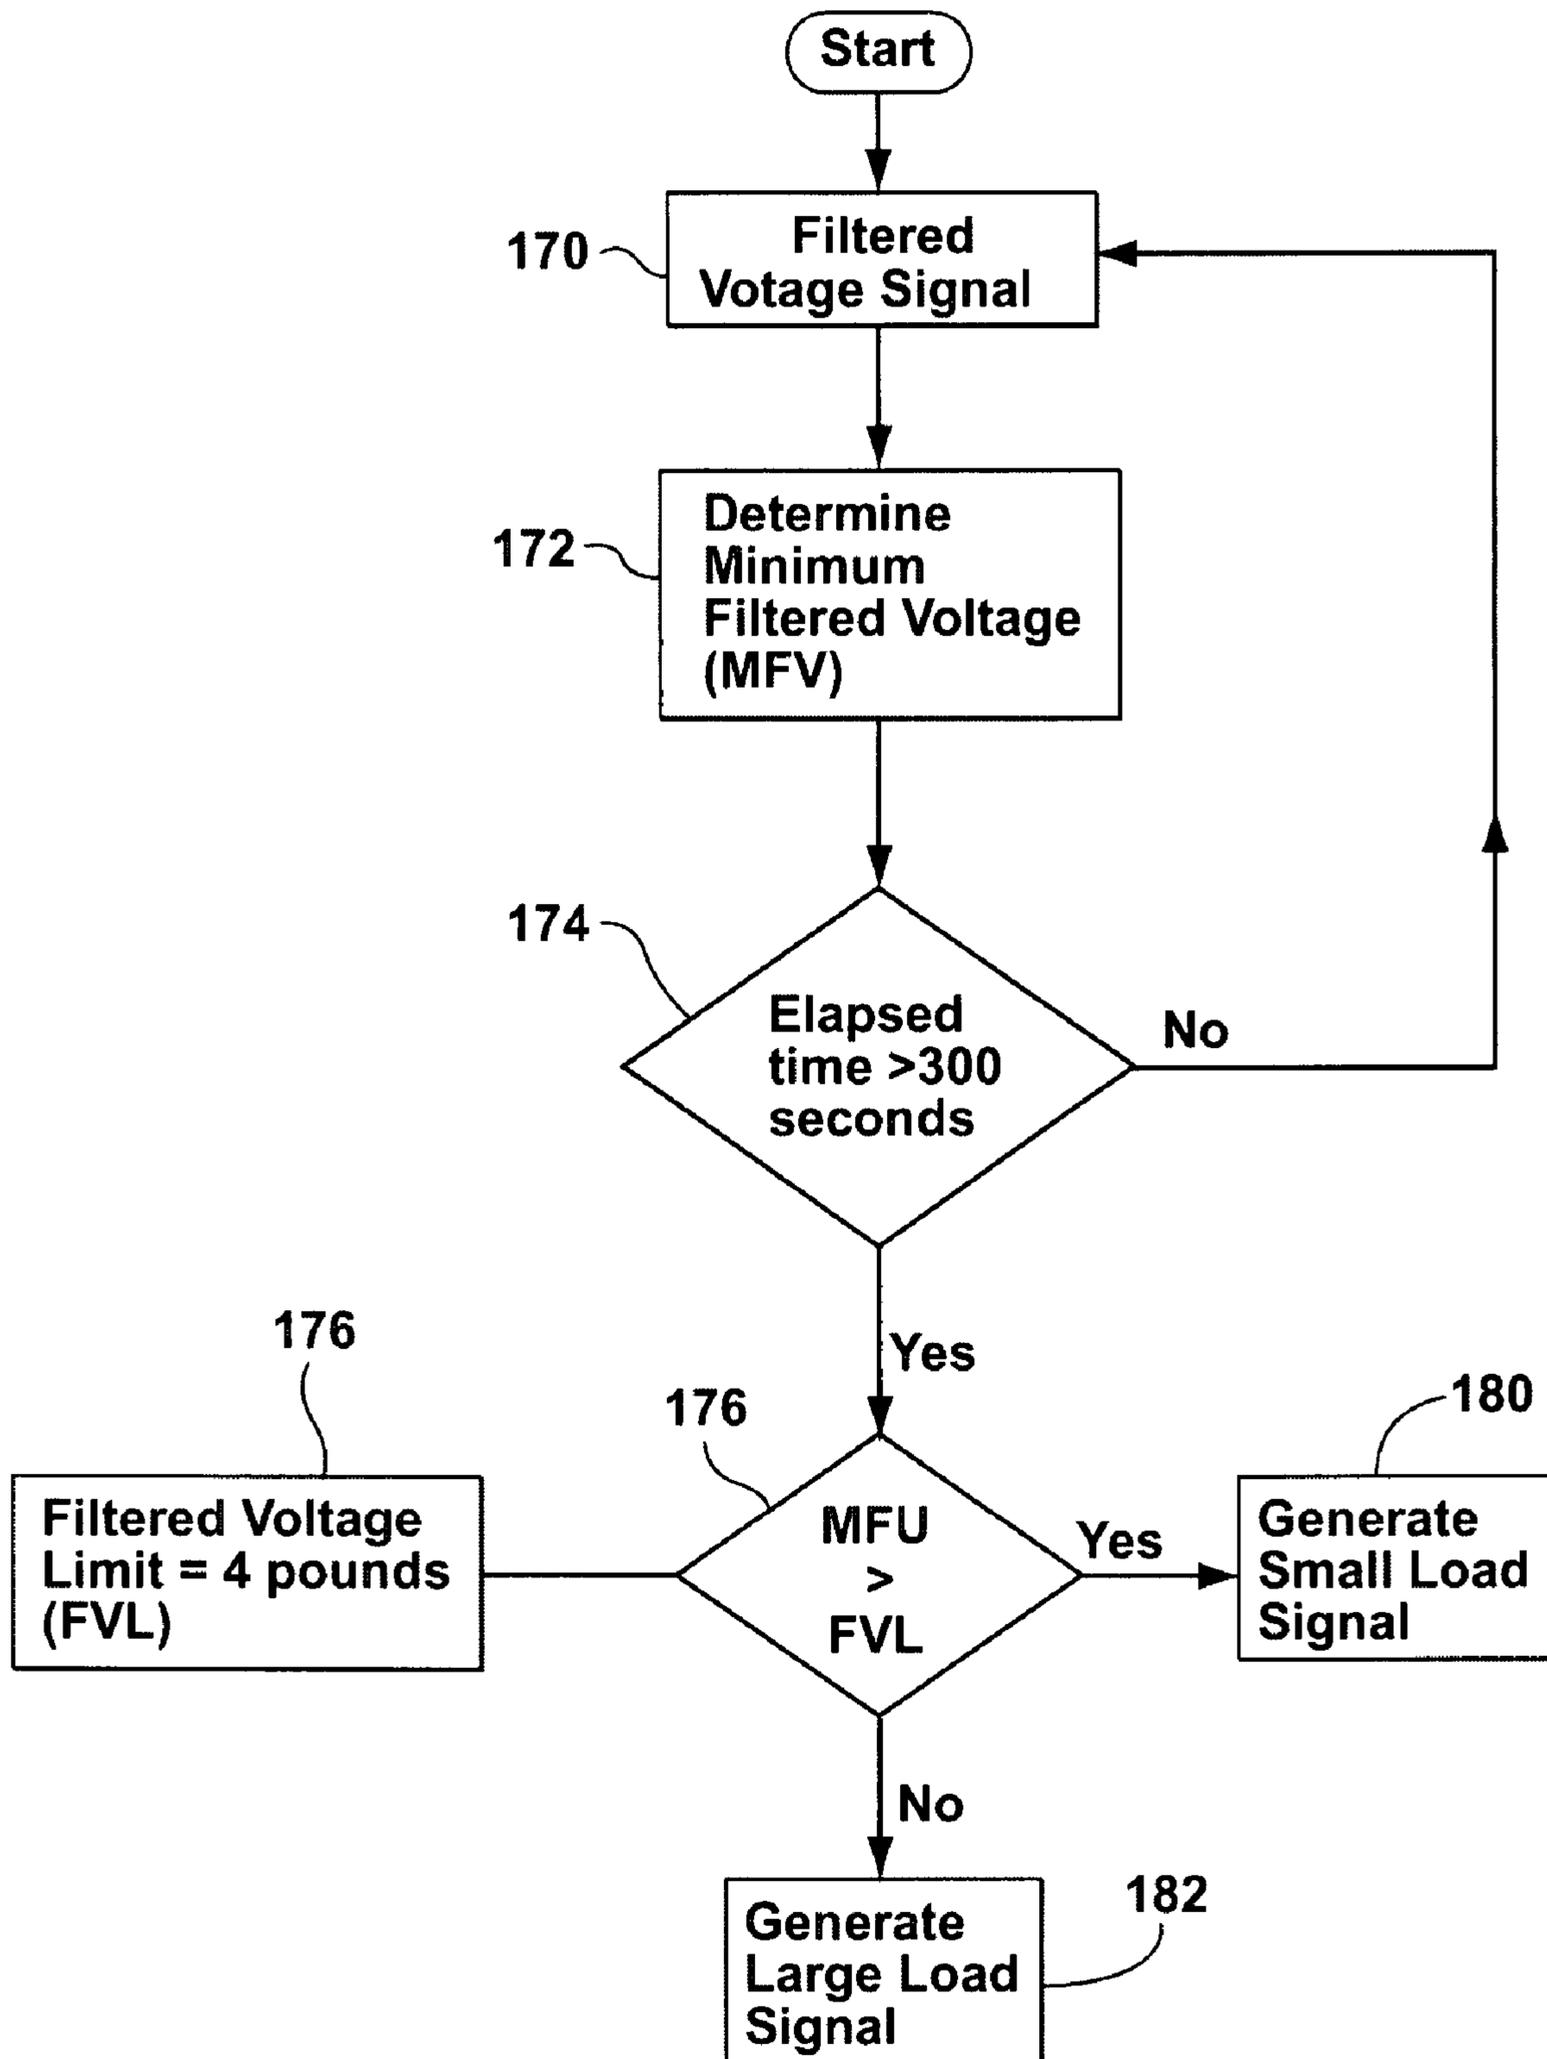 Start
170
Filtered
Votage Signal
172
Determine
Minimum
Filtered Voltage
(MFV)
174
Elapsed
time >300
seconds
No
Yes
176
Filtered Voltage
Limit = 4 pounds
(FVL)
176
MFU
>
FVL
Yes
180
Generate
Small Load
Signal
No
Generate
Large Load
Signal
182